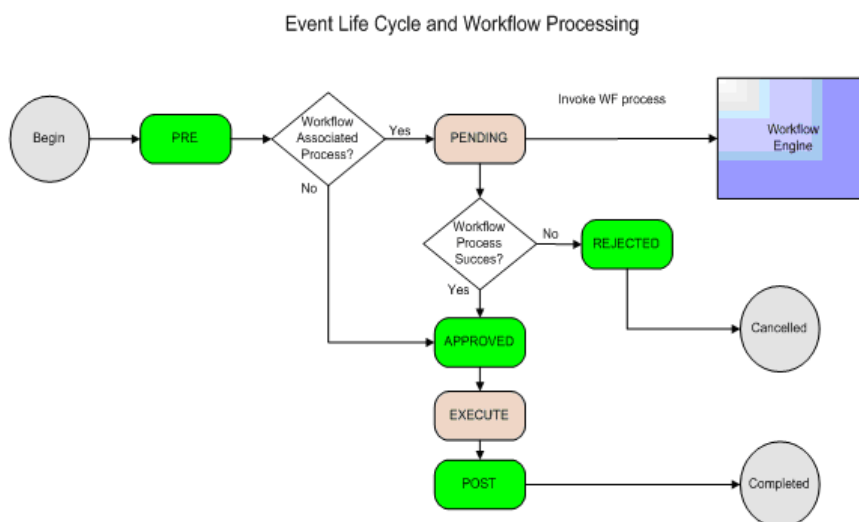 Event Life Cycle and Workflow Processing
Invoke WF process
Begin
PRE
Workflow
Associated
Process?
Yes
PENDING
Workflow
Engine
No
Workflow
Process
Succes?
No
REJECTED
Yes
APPROVED
Cancelled
EXECUTE
POST
Completed